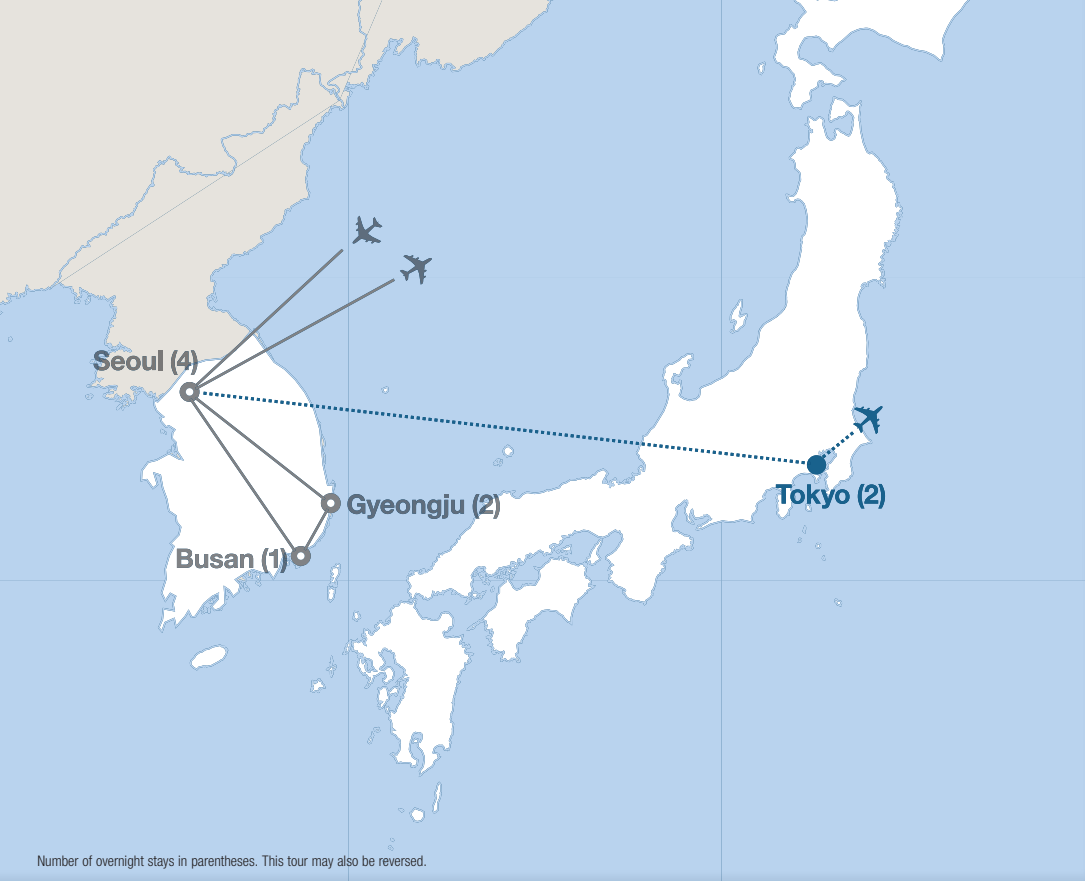 Seoul (4)
Gyeongju (2)
Tokyo (2)
Busan (1)
Number of overnight stays in parentheses. This tour may also be reversed.